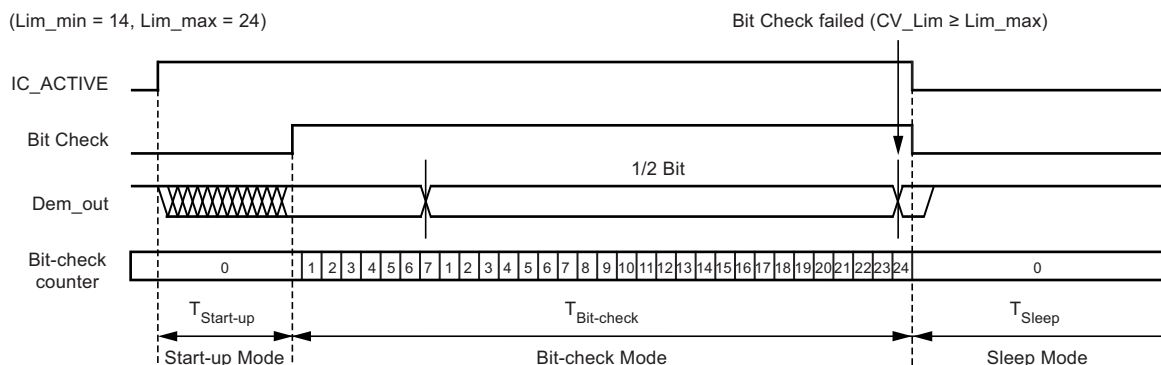 (Lim_min = 14, Lim_max = 24)
Bit Check failed (CV_Lim ≥ Lim_max)
IC_ACTIVE
Bit Check
1/2 Bit
Dem_out
Bit-check
counter
0 1 2 3 4 5 6 7 1 2 3 4 5 6 7 8 9 10 11 12 13 14 15 16 17 18 19 20 21 22 23 24 0
T Start-up T Bit-check T Sleep
Start-up Mode Bit-check Mode Sleep Mode